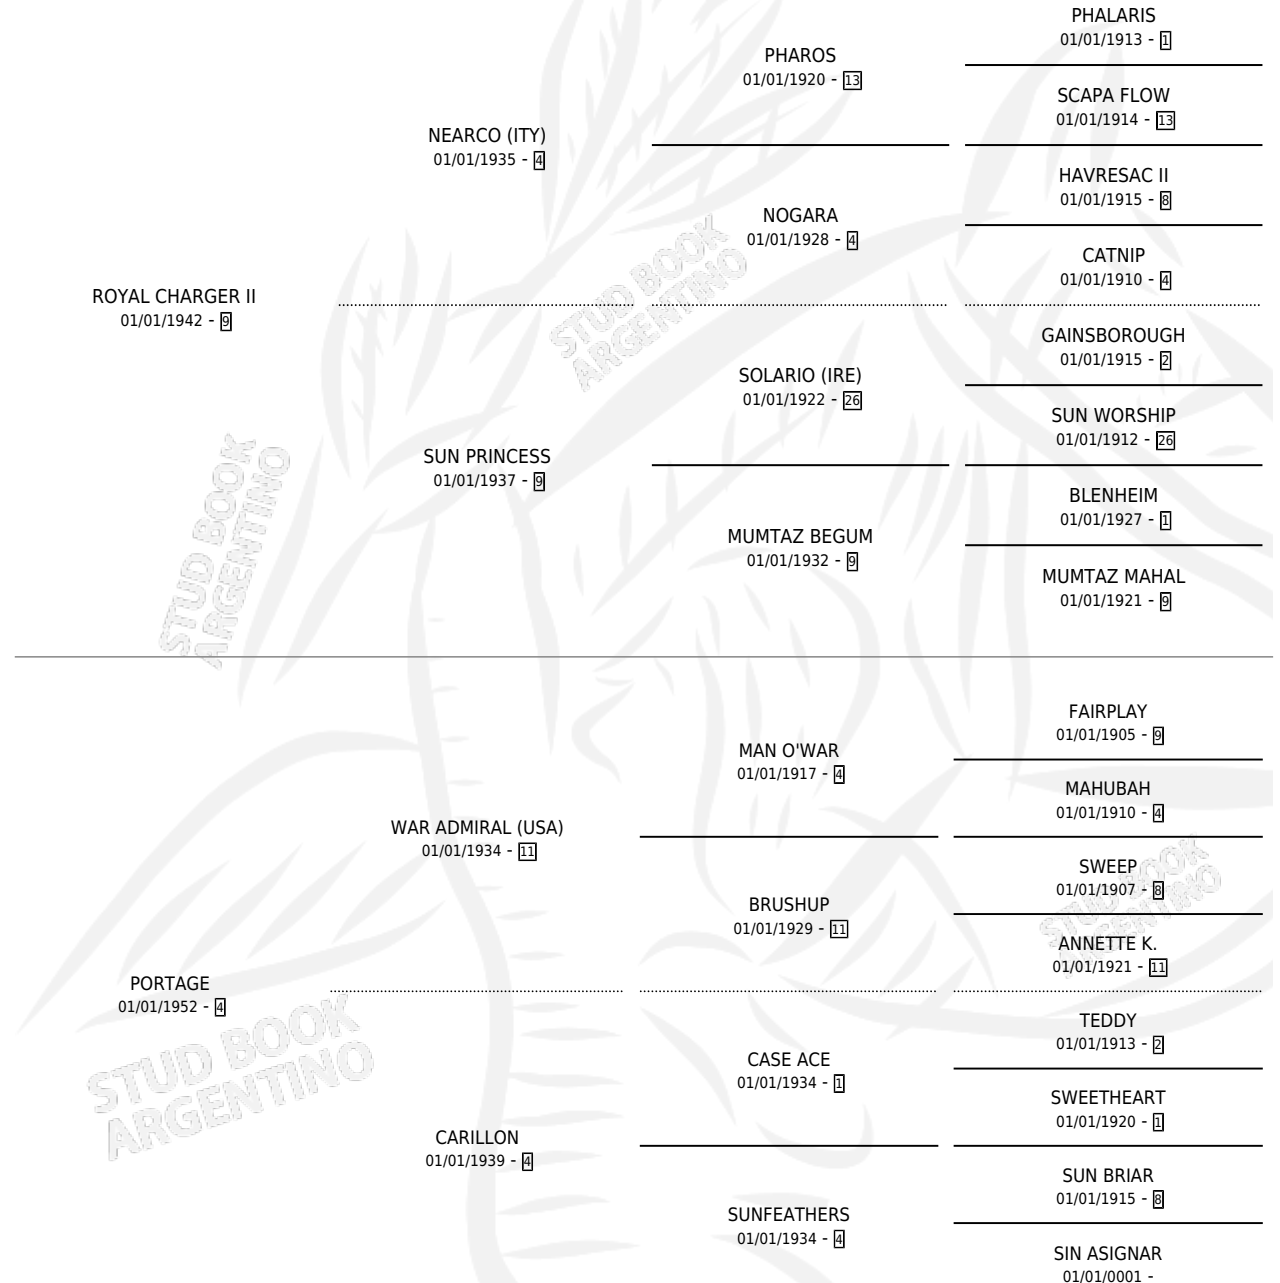 PHALARIS
01/01/1913 - 1
PHAROS
01/01/1920 - 13
SCAPA FLOW
01/01/1914 - 13
NEARCO (ITY)
01/01/1935 - 4
HAVRESAC II
01/01/1915 - 8
NOGARA
01/01/1928 - 4
CATNIP
01/01/1910 - 4
ROYAL CHARGER II
01/01/1942 - 9
GAINSBOROUGH
01/01/1915 - 2
SOLARIO (IRE)
01/01/1922 - 26
SUN WORSHIP
01/01/1912 - 26
SUN PRINCESS
01/01/1937 - 9
BLENHEIM
01/01/1927 - 1
MUMTAZ BEGUM
01/01/1932 - 9
MUMTAZ MAHAL
01/01/1921 - 9
FAIRPLAY
01/01/1905 - 9
MAN O'WAR
01/01/1917 - 4
MAHUBAH
01/01/1910 - 4
WAR ADMIRAL (USA)
01/01/1934 - 11
SWEEP
01/01/1907 - 8
BRUSHUP
01/01/1929 - 11
ANNETTE K.
01/01/1921 - 11
PORTAGE
01/01/1952 - 4
TEDDY
01/01/1913 - 2
CASE ACE
01/01/1934 - 1
SWEETHEART
01/01/1920 - 1
CARILLON
01/01/1939 - 4
SUN BRIAR
01/01/1915 - 8
SUNFEATHERS
01/01/1934 - 4
SIN ASIGNAR
01/01/0001 -
STUD BOOK
ARGENTINO
STUD BOOK
ARGENTINO
STUD BOOK
ARGENTINO
STUD BOOK
ARGENTINO